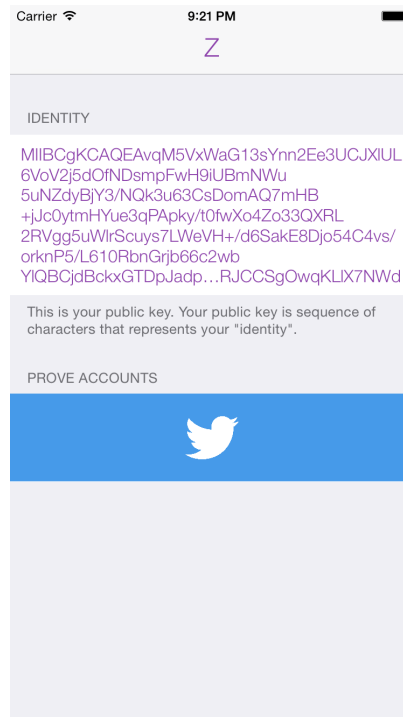 Carrier 9:21 PM
Z
IDENTITY
MIIBCgKCAQEAvqM5VxWaG13sYnn2Ee3UCJXlUL
6VoV2j5dOfNDsmpFwH9iUBmNWu
5uNZdyBjY3/NQk3u63CsDomAQ7mHB
+jJc0ytmHYue3qPApky/t0fwXo4Zo33QXRL
2RVgg5uWlrScuys7LWeVH+/d6SakE8Djo54C4vs/
orknP5/L610RbnGrjb66c2wb
YlQBCjdBckxGTDpJadp…RJCCSgOwqKLlX7NWd
This is your public key. Your public key is sequence of
characters that represents your "identity".
PROVE ACCOUNTS